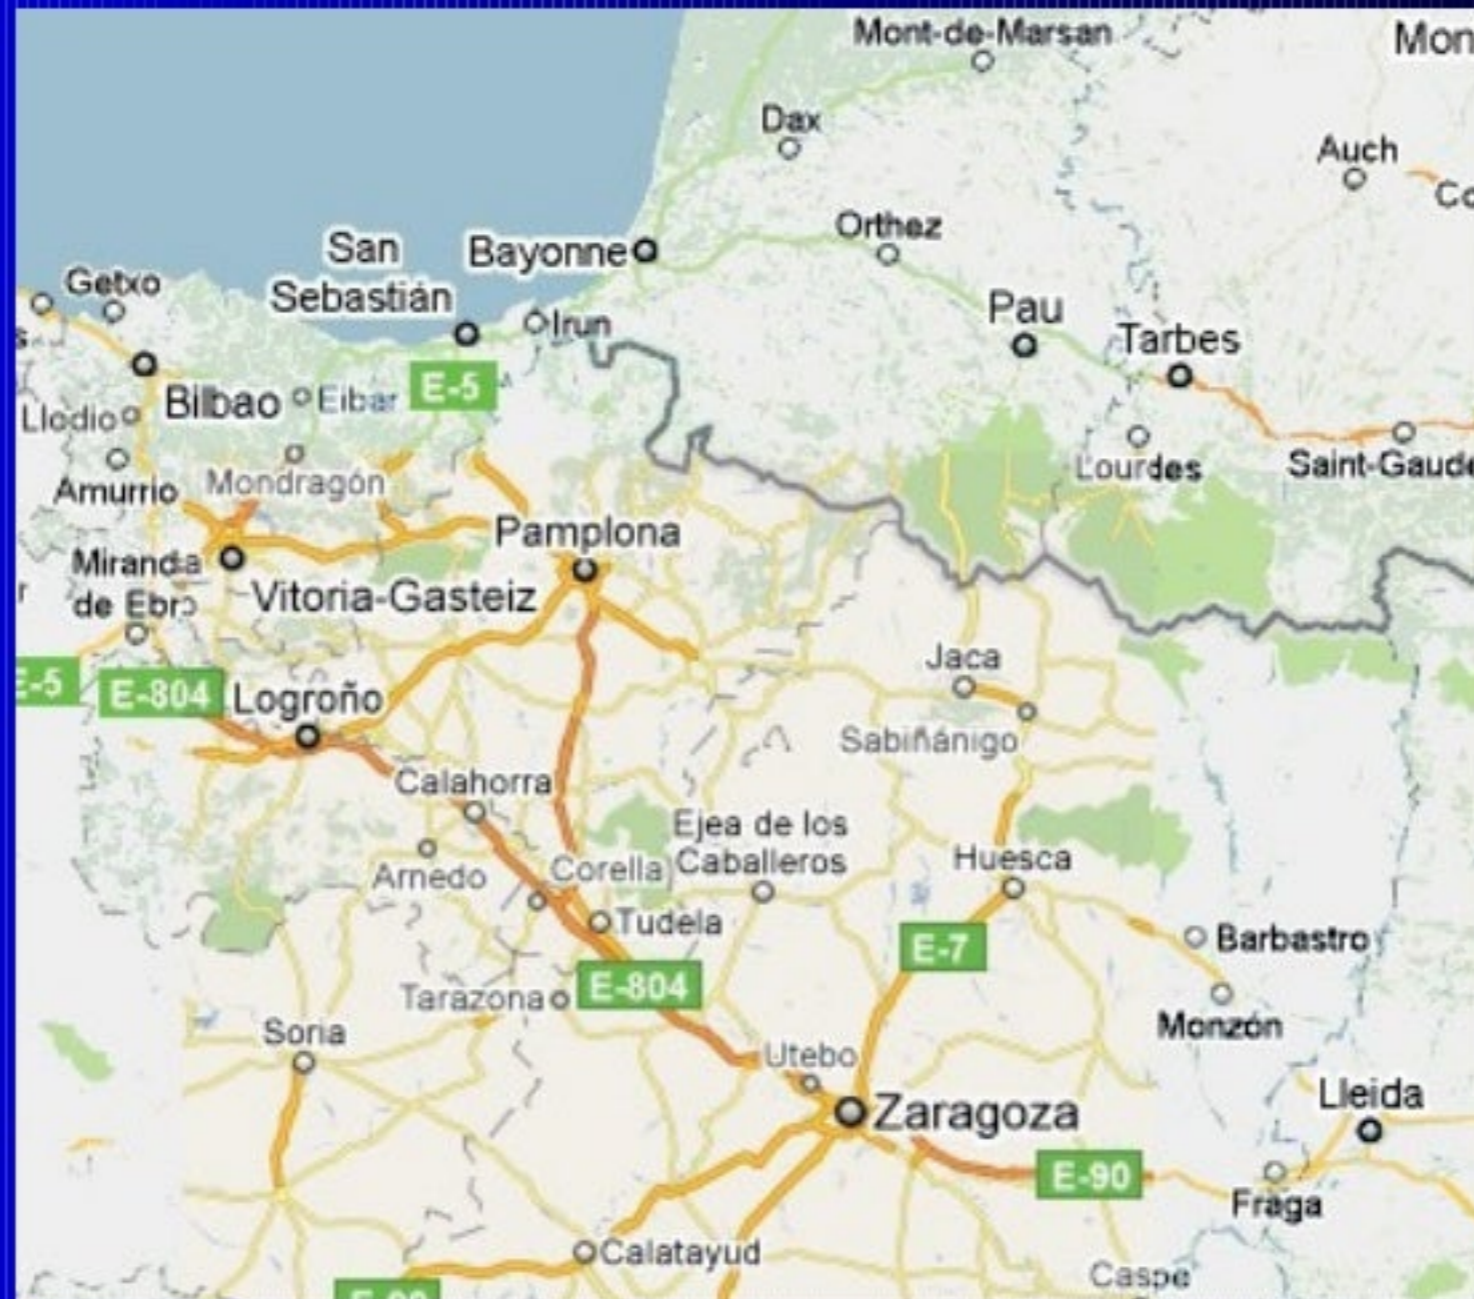 Mont-de-Marsan
Mon
Dax
Auch
Co
Orthez
San
Sebastián
Bayonne
Getxo
Irun
Pau
Tarbes
s
Bilbao
Eibar
E-5
Llodio
Lourdes
Saint-Gaude
Amurrio
Mondragón
Pamplona
Miranda
de Ebro
r
Vitoria-Gasteiz
Jaca
E-5
E-804
Logroño
Sabiñánigo
Calahorra
Ejea de los
Caballeros
Huesca
Arnedo
Corella
Tudela
E-7
Barbastro
Tarazona
E-804
Monzón
Soria
Utebo
Lleida
Zaragoza
E-90
Fraga
Calatayud
Caspe
E-90